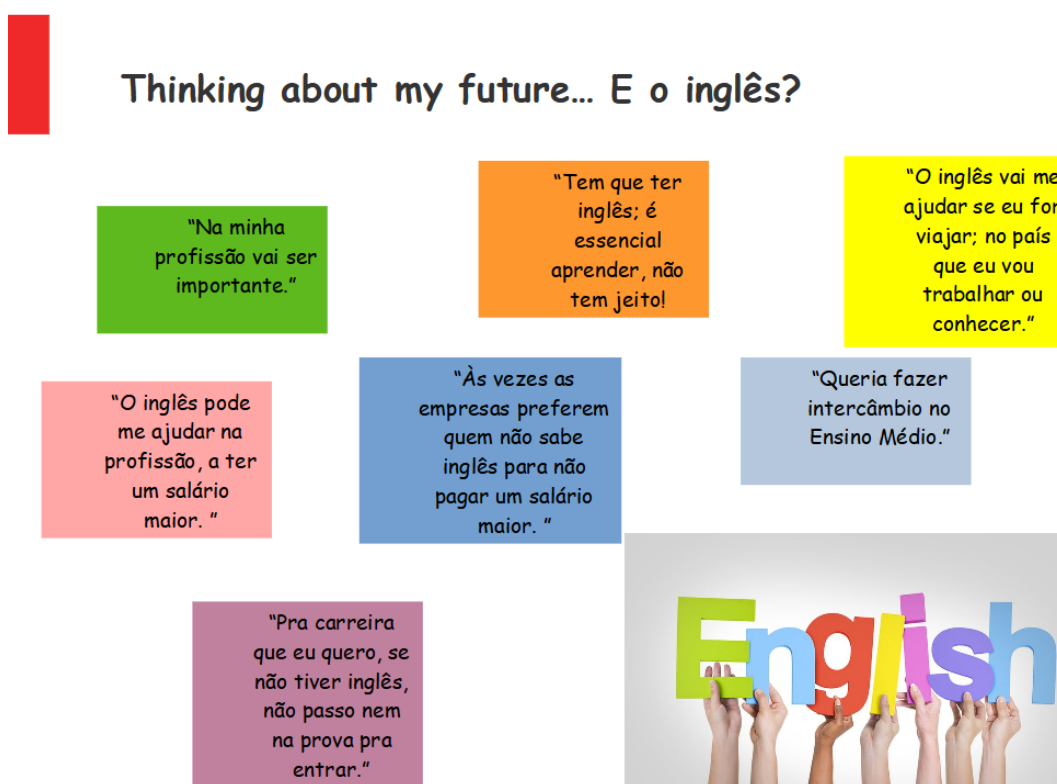 Thinking about my future... E o inglês?
“Na minha
profissão vai ser
importante.”
“Tem que ter
inglês; é
essencial
aprender, não
tem jeito!
“O inglês vai me
ajudar se eu for
viajar; no país
que eu vou
trabalhar ou
conhecer.”
“O inglês pode
me ajudar na
profissão, a ter
um salário
maior. ”
“Às vezes as
empresas preferem
quem não sabe
inglês para não
pagar um salário
maior. ”
“Queria fazer
intercâmbio no
Ensino Médio.”
“Pra carreira
que eu quero, se
não tiver inglês,
não passo nem
na prova pra
entrar.”
English